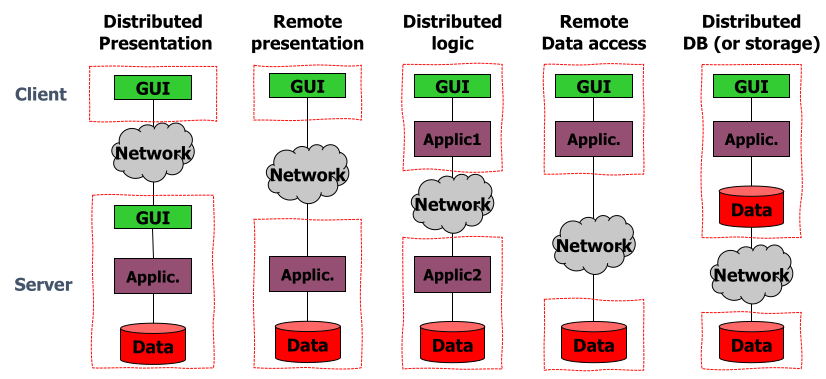 Distributed
Presentation
Remote
presentation
Distributed
logic
Remote
Data access
Distributed
DB (or storage)
Client
GUI
GUI
GUI
GUI
GUI
Applic1
Applic.
Applic.
Network
Network
Network
Data
GUI
Network
Network
Server
Applic.
Applic.
Applic2
Data
Data
Data
Data
Data